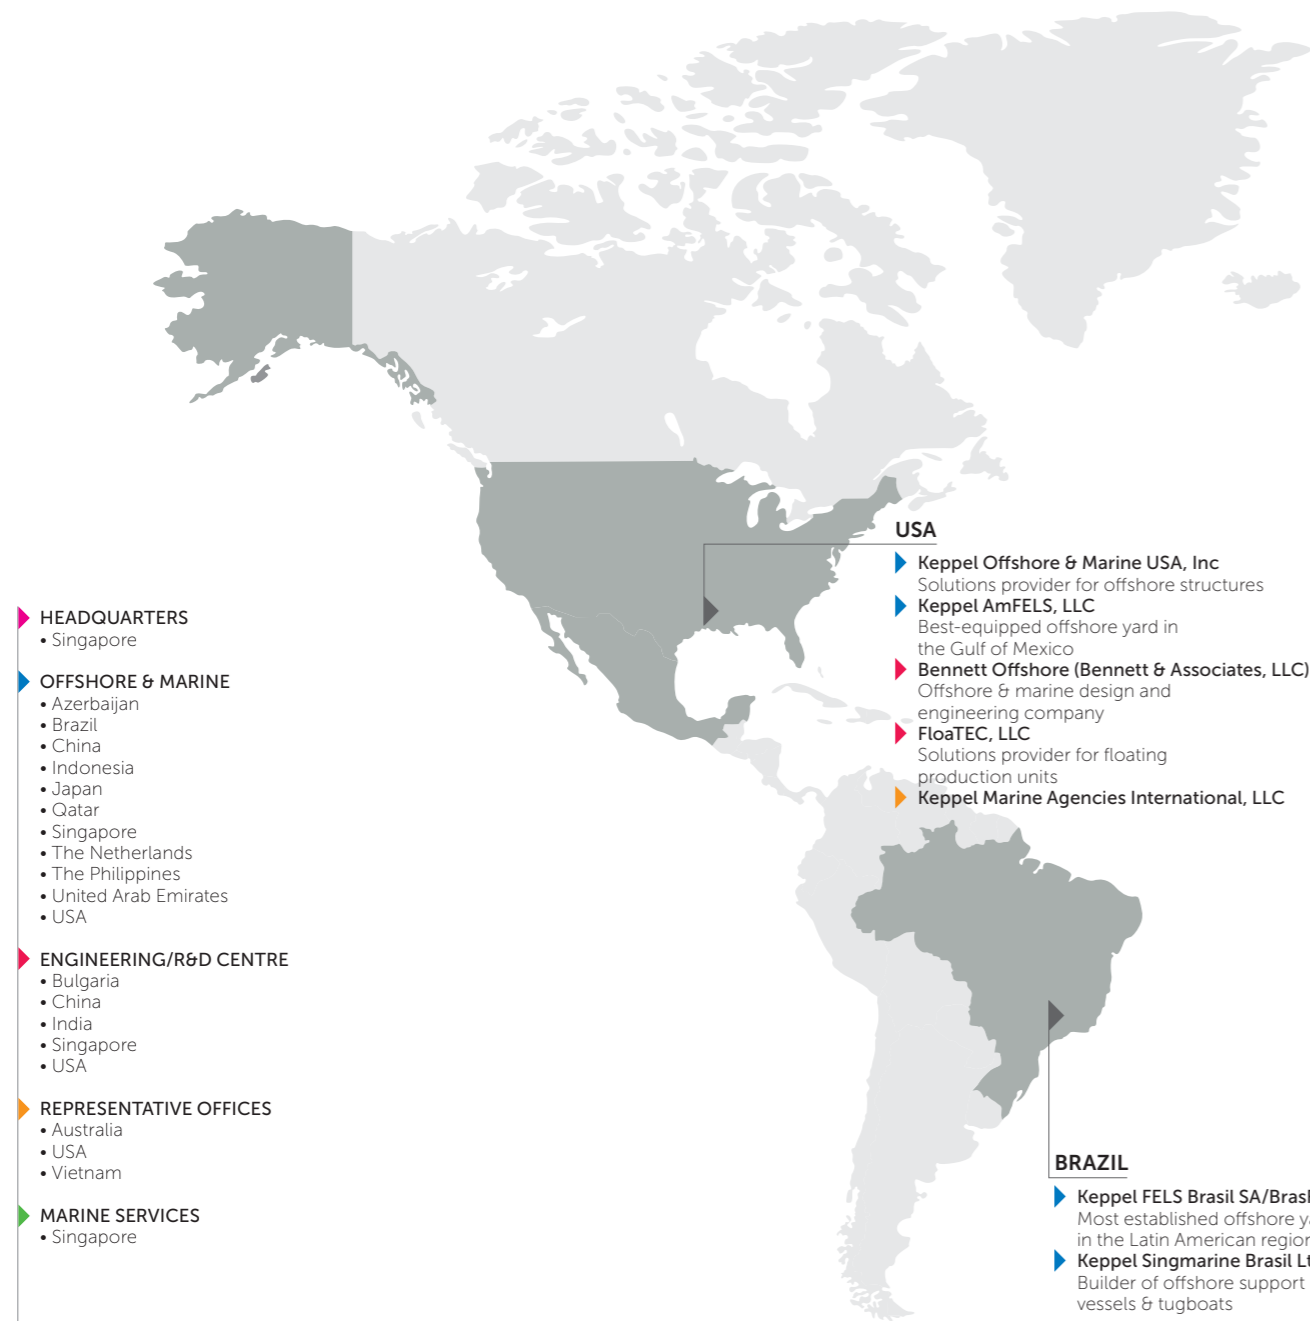 HEADQUARTERS
• Singapore
OFFSHORE & MARINE
• Azerbaijan
• Brazil
• China
• Indonesia
• Japan
• Qatar
• Singapore
• The Netherlands
• The Philippines
• United Arab Emirates
• USA
ENGINEERING/R&D CENTRE
• Bulgaria
• China
• India
• Singapore
• USA
REPRESENTATIVE OFFICES
• Australia
• USA
• Vietnam
MARINE SERVICES
• Singapore
USA
Keppel Offshore & Marine USA, Inc
Solutions provider for offshore structures
Keppel AmFELS, LLC
Best-equipped offshore yard in
the Gulf of Mexico
Bennett Offshore (Bennett & Associates, LLC)
Offshore & marine design and
engineering company
FloaTEC, LLC
Solutions provider for floating
production units
Keppel Marine Agencies International, LLC
BRAZIL
Keppel FELS Brasil
Most established offshore
in the Latin American region
Keppel Singmarine Brasil
Builder of offshore support
vessels & tugboats